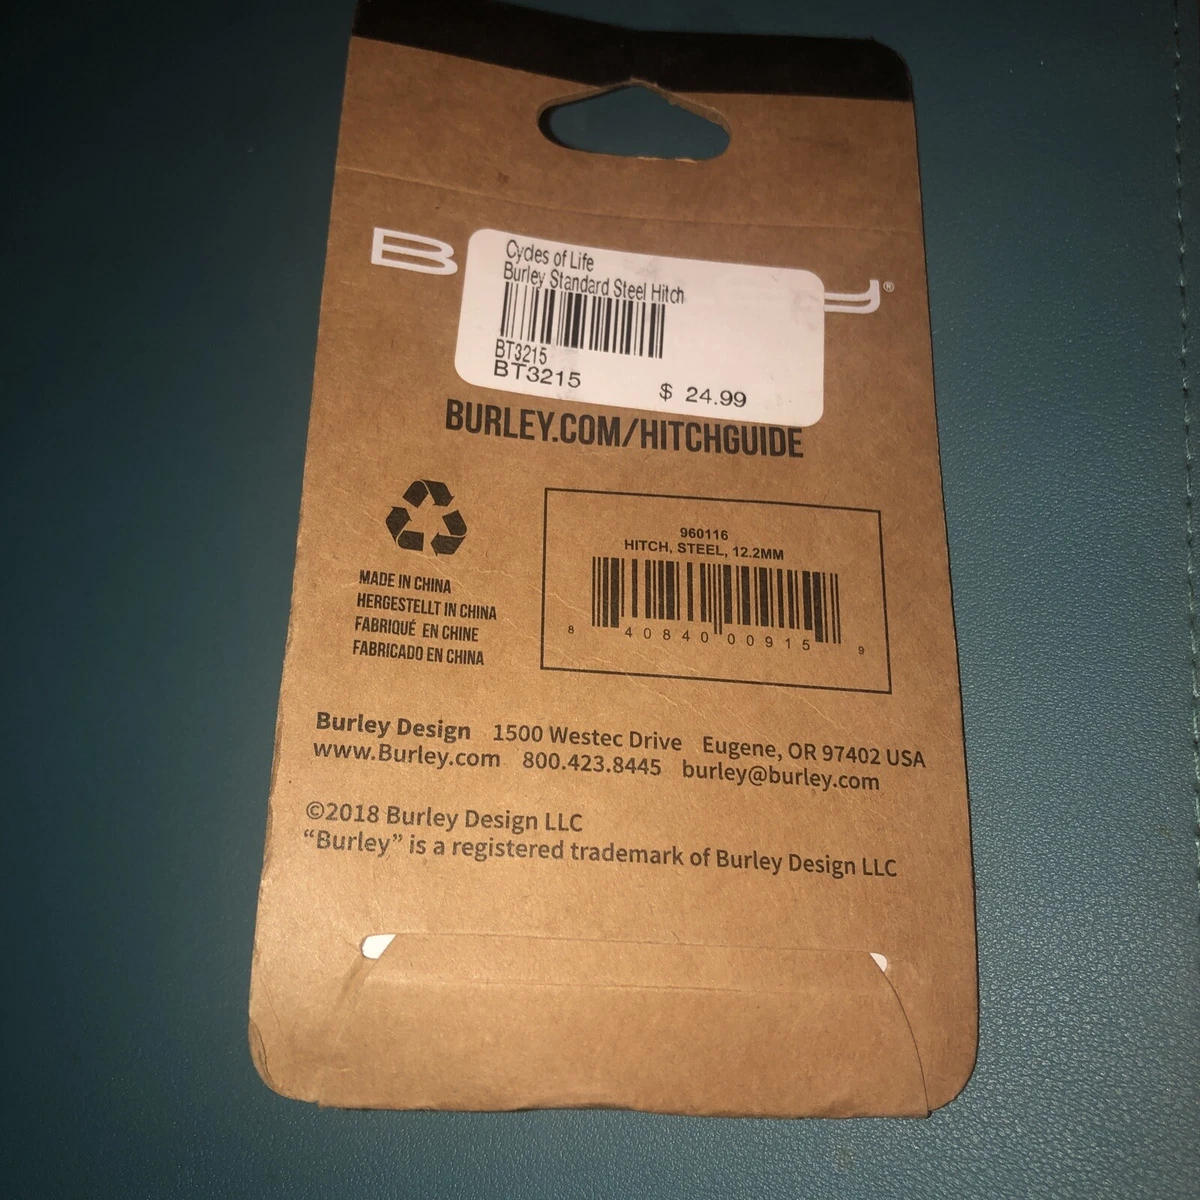 B y®
Cycles of Life
Burley Standard Steel Hitch
BT3215
BT3215 $ 24.99
BURLEY.COM/HITCHGUIDE
960116
HITCH, STEEL, 12.2MM
8 40840 00915 9
MADE IN CHINA
HERGESTELLT IN CHINA
FABRIQUÉ EN CHINE
FABRICADO EN CHINA
Burley Design 1500 Westec Drive Eugene, OR 97402 USA
www.Burley.com 800.423.8445 burley@burley.com
©2018 Burley Design LLC
“Burley” is a registered trademark of Burley Design LLC